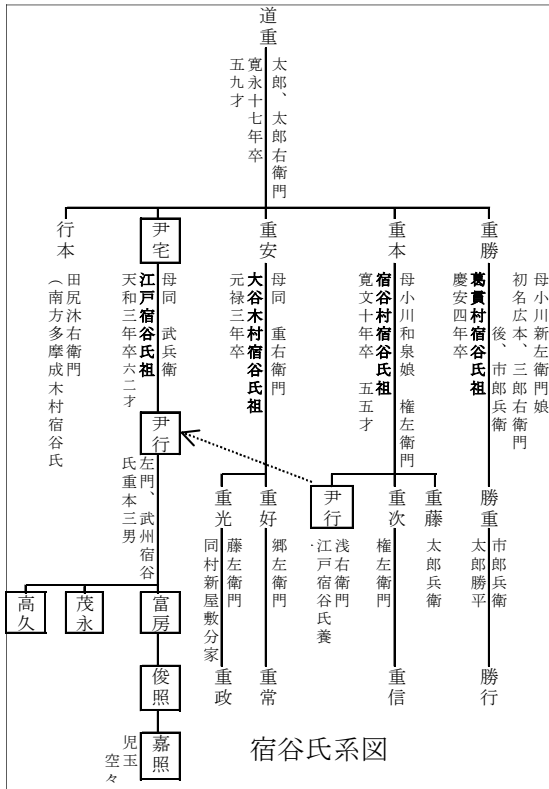 道重
太郎、太郎右衛門
寛永十七年卒
五九才
重勝
母小川新左衛門娘
初名広本、三郎右衛門
後、市郎兵衛
葛貫村宿谷氏祖
慶安四年卒
勝重
市郎兵衛
太郎勝平
勝行
重本
母小川和泉娘 権左衛門
宿谷村宿谷氏祖
寛文十年卒 五五才
重藤
太郎兵衛
重次
権左衛門
重信
尹行
浅右衛門
江戸宿谷氏養
重安
母同 重右衛門
大谷木村宿谷氏祖
元禄三年卒
重好
郷左衛門
重常
重光
藤左衛門
同村新屋敷分家
重政
尹宅
母同 武兵衛
江戸宿谷氏祖
天和三年卒六二才
尹行
左門、武州宿谷
氏重本三男
富房
茂永
高久
俊照
嘉照
児玉
空々
行本
田尻沐右衛門
(南方多摩成木村宿谷氏
宿谷氏系図